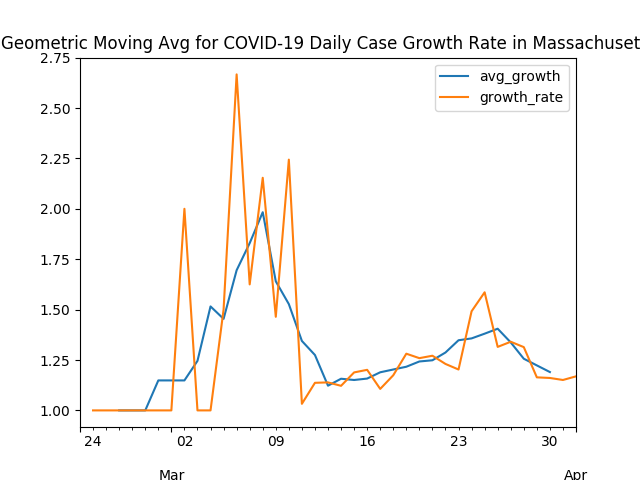 Geometric Moving Avg for COVID-19 Daily Case Growth Rate in Massachuset
2.75
avg_growth
growth_rate
2.50
2.25
2.00
1.75
1.50
1.25
1.00
24 02 09 16 23 30
Mar Apr